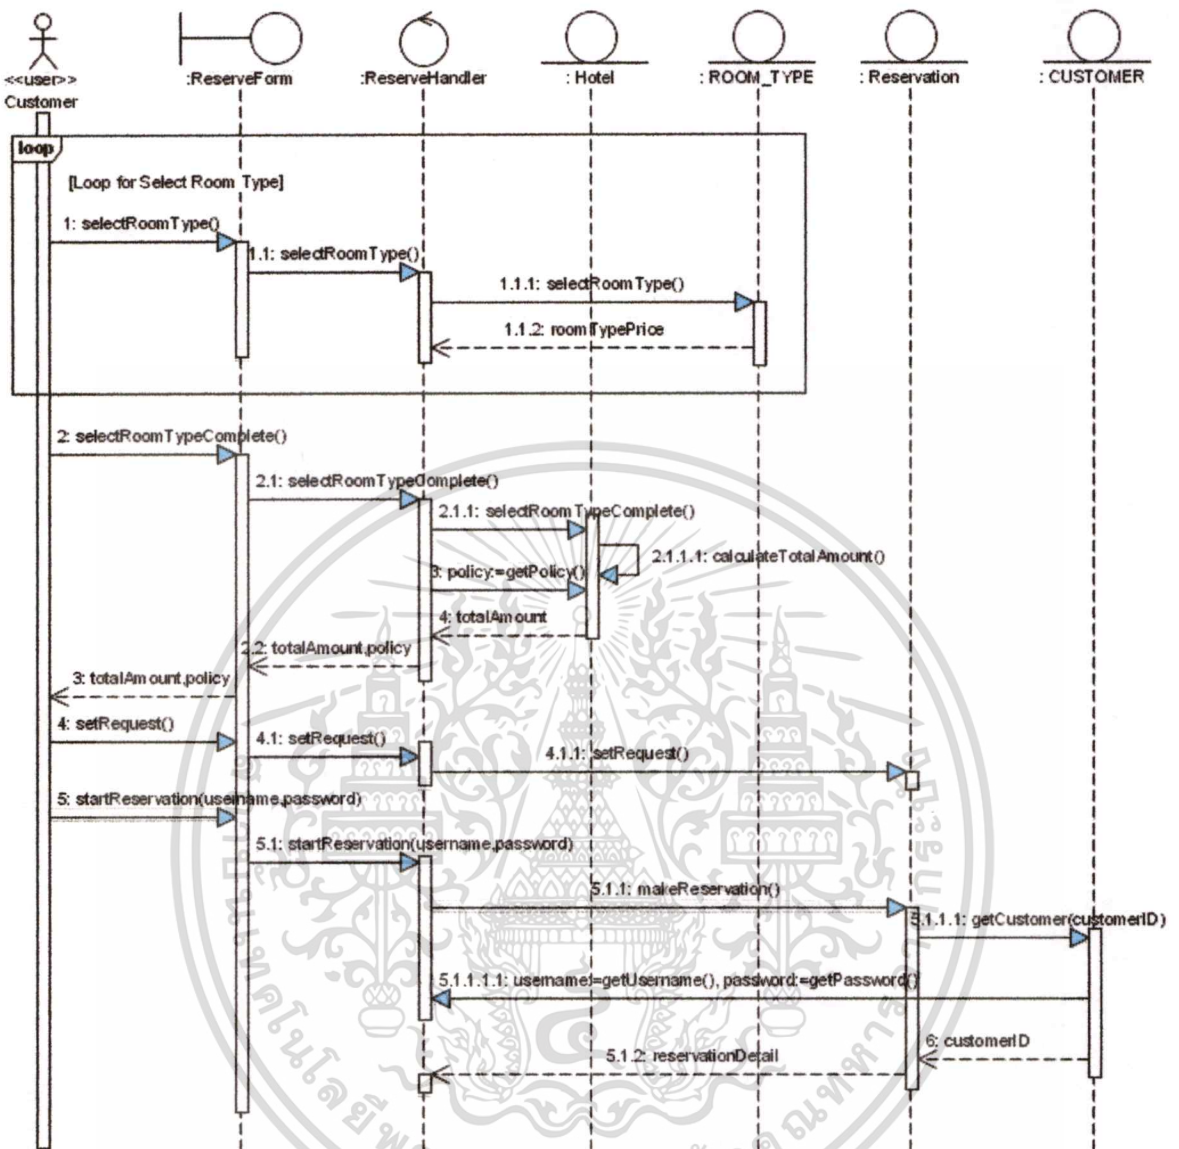 <<user>>
Customer
:ReserveForm
:ReserveHandler
: Hotel
: ROOM_TYPE
: Reservation
: CUSTOMER
loop
[Loop for Select Room Type]
1: selectRoomType()
1.1: selectRoomType()
1.1.1: selectRoomType()
1.1.2: roomTypePrice
2: selectRoomTypeComplete()
2.1: selectRoomTypeComplete()
2.1.1: selectRoomTypeComplete()
2.1.1.1: calculateTotalAmount()
3: policy:=getPolicy()
4: totalAmount
2.2: totalAmount,policy
3: totalAmount,policy
4: setRequest()
4.1: setRequest()
4.1.1: setRequest()
5: startReservation(username,password)
5.1: startReservation(username,password)
5.1.1: makeReservation()
5.1.1.1: getCustomer(customerID)
5.1.1.1.1: username:=getUsername(), password:=getPassword()
6: customerID
5.1.2: reservationDetail